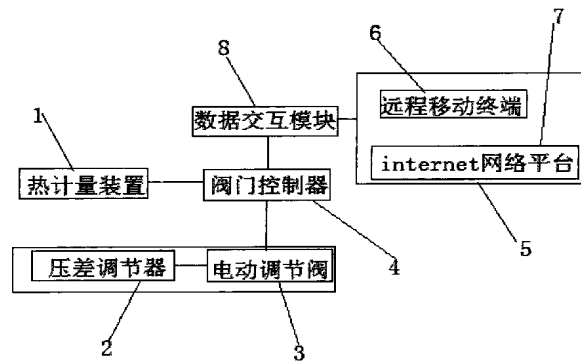 7
6
8
远程移动终端
数据交互模块
1
internet网络平台
热计量装置
阀门控制器
5
4
压差调节器
电动调节阀
2
3